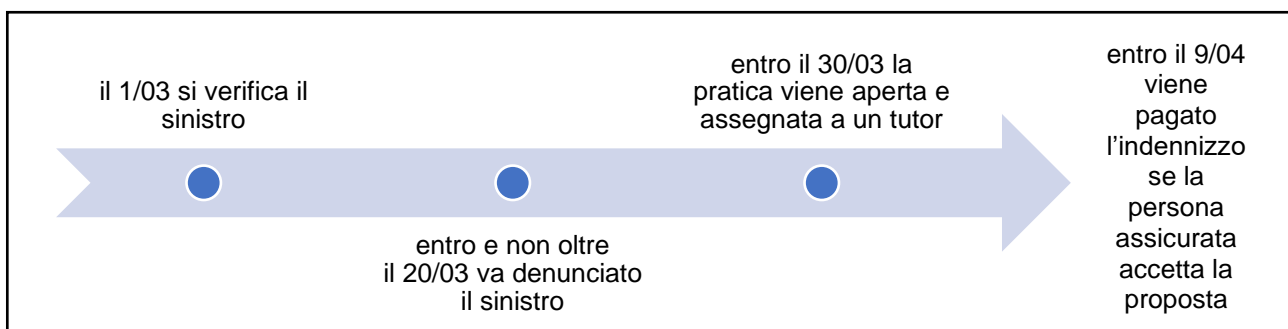 il 1/03 si verifica il
sinistro
entro e non oltre
il 20/03 va denunciato
il sinistro
entro il 30/03 la
pratica viene aperta e
assegnata a un tutor
entro il 9/04
viene
pagato
l’indennizzo
se la
persona
assicurata
accetta la
proposta